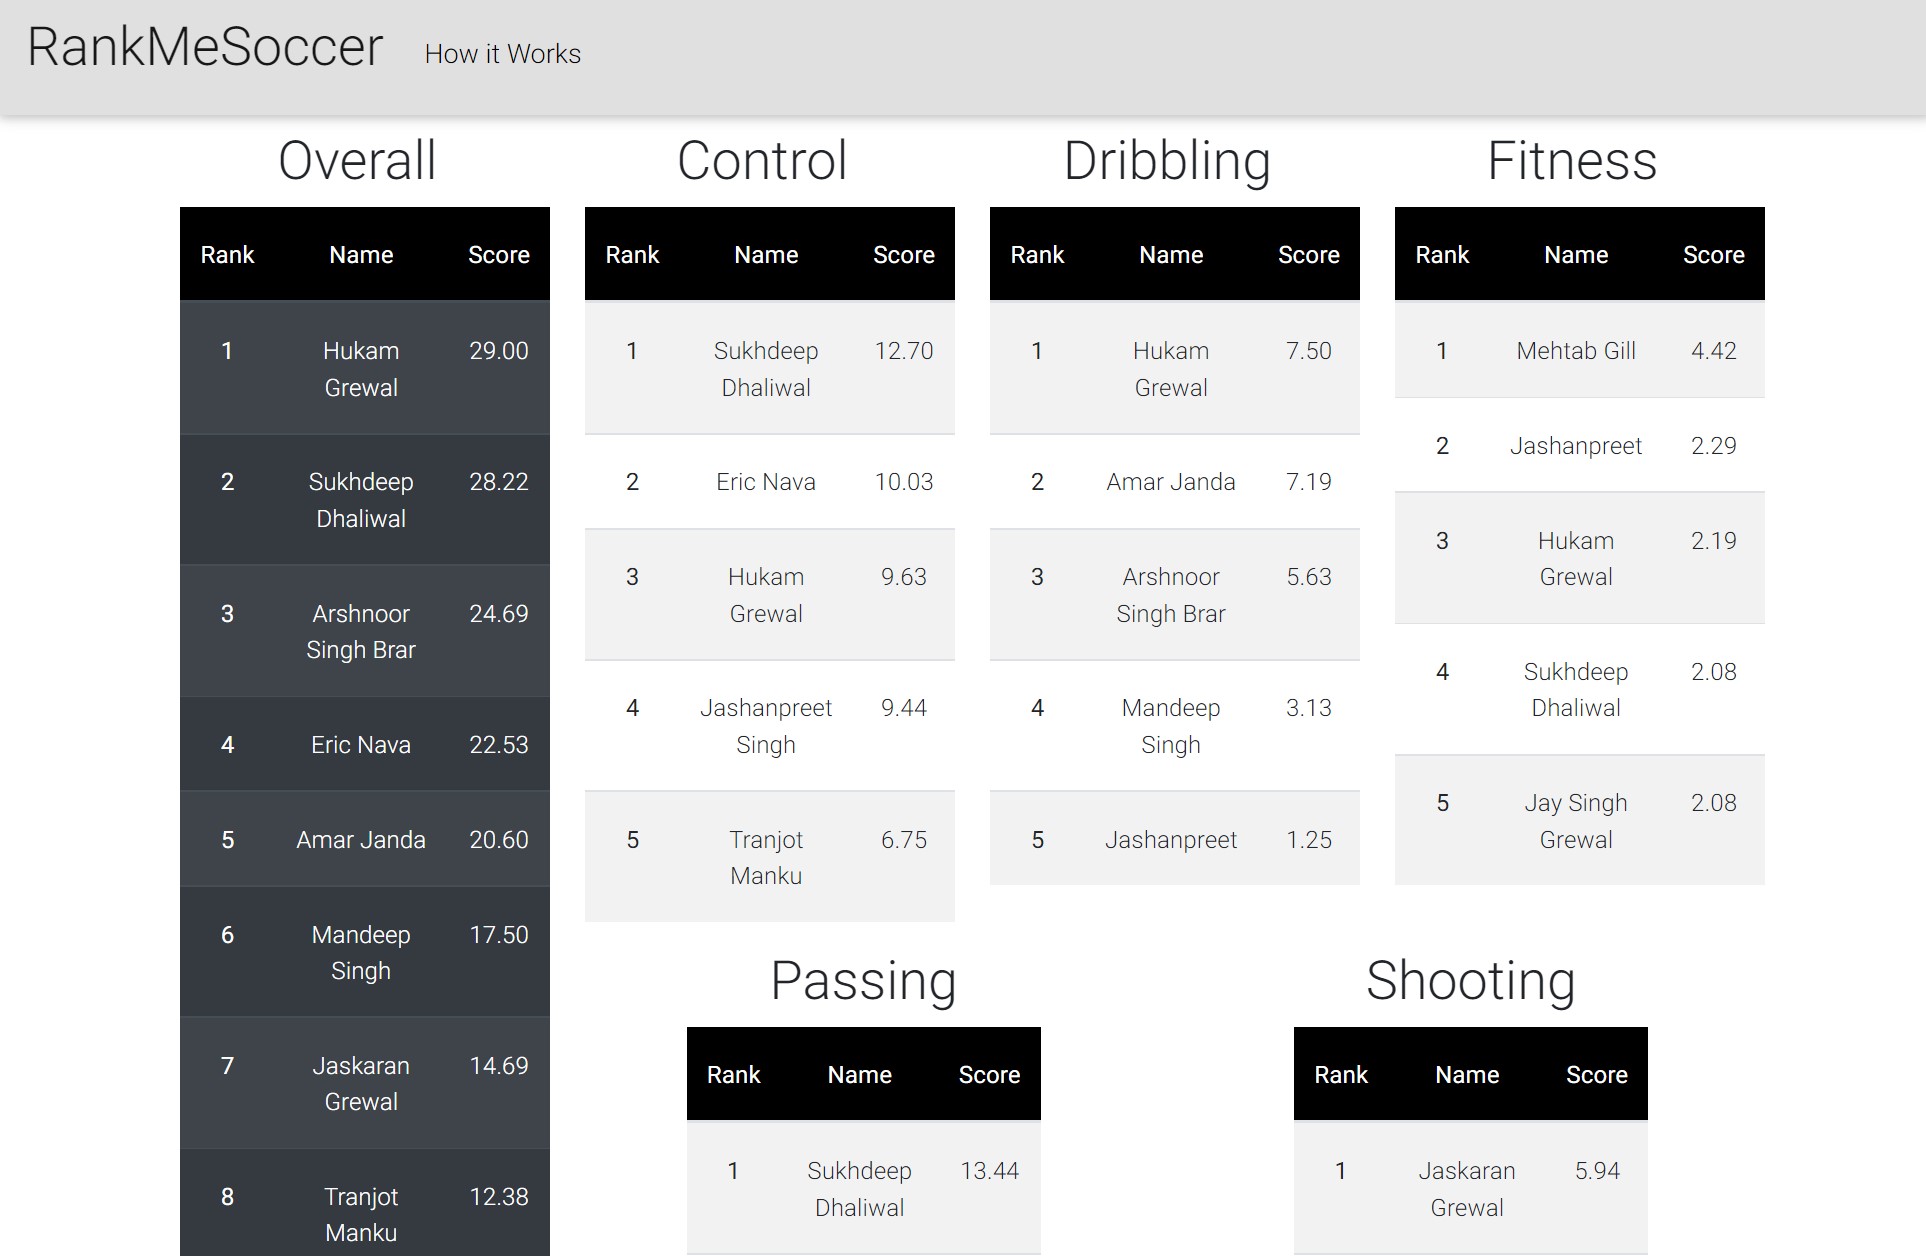 RankMeSoccer How it Works
Overall
Rank Name Score
1 Hukam 29.00
Grewal
2 Sukhdeep 28.22
Dhaliwal
3 Arshnoor 24.69
Singh Brar
4 Eric Nava 22.53
5 Amar Janda 20.60
6 Mandeep 17.50
Singh
7 Jaskaran 14.69
Grewal
8 Tranjot 12.38
Manku
Control
Rank Name Score
1 Sukhdeep 12.70
Dhaliwal
2 Eric Nava 10.03
3 Hukam 9.63
Grewal
4 Jashanpreet 9.44
Singh
5 Tranjot 6.75
Manku
Dribbling
Rank Name Score
1 Hukam 7.50
Grewal
2 Amar Janda 7.19
3 Arshnoor 5.63
Singh Brar
4 Mandeep 3.13
Singh
5 Jashanpreet 1.25
Fitness
Rank Name Score
1 Mehtab Gill 4.42
2 Jashanpreet 2.29
3 Hukam 2.19
Grewal
4 Sukhdeep 2.08
Dhaliwal
5 Jay Singh 2.08
Grewal
Passing
Rank Name Score
1 Sukhdeep 13.44
Dhaliwal
Shooting
Rank Name Score
1 Jaskaran 5.94
Grewal